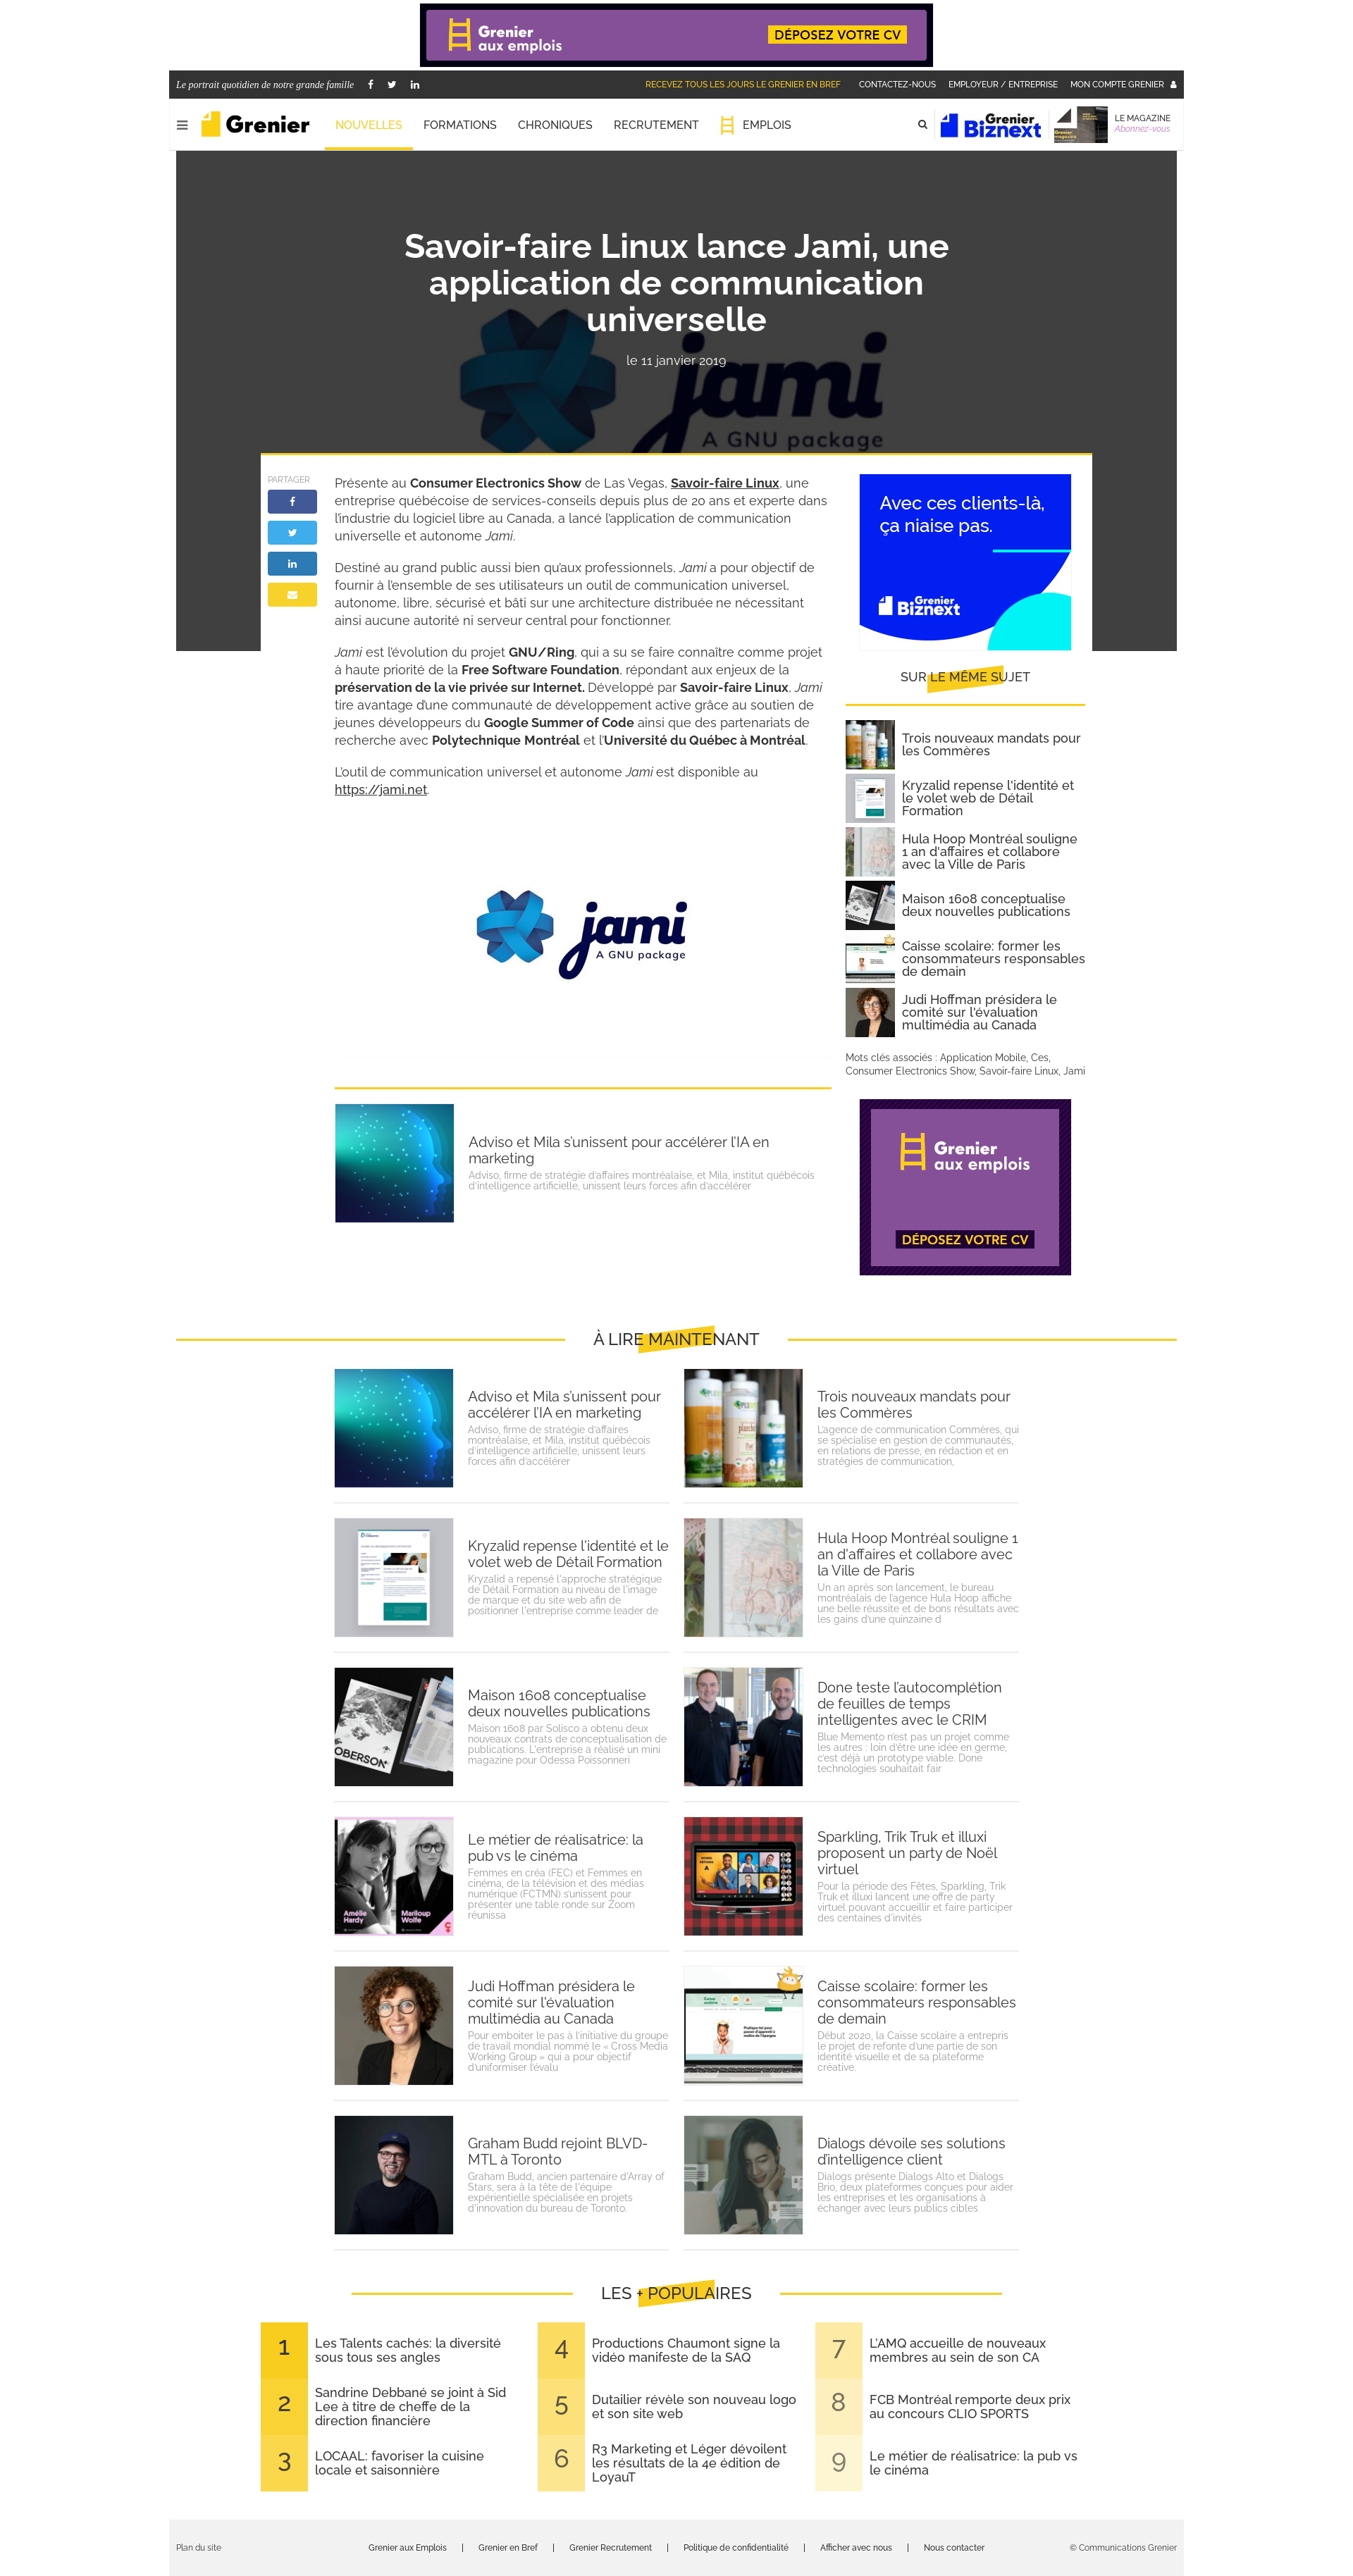 Grenier
aux emplois
DÉPOSEZ VOTRE CV
Le portrait quotidien de notre grande famille
RECEVEZ TOUS LES JOURS LE GRENIER EN BREF
CONTACTEZ-NOUS
EMPLOYEUR / ENTREPRISE
MON COMPTE GRENIER
Grenier
NOUVELLES
FORMATIONS
CHRONIQUES
RECRUTEMENT
EMPLOIS
Grenier
Biznext
LE MAGAZINE
Abonnez-vous
Savoir-faire Linux lance Jami, une
application de communication
universelle
le 11 janvier 2019
jami
A GNU package
PARTAGER
Présente au Consumer Electronics Show de Las Vegas, Savoir-faire Linux, une
entreprise québécoise de services-conseils depuis plus de 20 ans et experte dans
l’industrie du logiciel libre au Canada, a lancé l’application de communication
universelle et autonome Jami.
Destiné au grand public aussi bien qu’aux professionnels, Jami a pour objectif de
fournir à l’ensemble de ses utilisateurs un outil de communication universel,
autonome, libre, sécurisé et bâti sur une architecture distribuée ne nécessitant
ainsi aucune autorité ni serveur central pour fonctionner.
Jami est l’évolution du projet GNU/Ring, qui a su se faire connaître comme projet
à haute priorité de la Free Software Foundation, répondant aux enjeux de la
préservation de la vie privée sur Internet. Développé par Savoir-faire Linux, Jami
tire avantage d’une communauté de développement active grâce au soutien de
jeunes développeurs du Google Summer of Code ainsi que des partenariats de
recherche avec Polytechnique Montréal et l’Université du Québec à Montréal.
L’outil de communication universel et autonome Jami est disponible au
https://jami.net.
jami
A GNU package
Adviso et Mila s’unissent pour accélérer l’IA en
marketing
Adviso, firme de stratégie d’affaires montréalaise, et Mila, institut québécois
d’intelligence artificielle, unissent leurs forces afin d’accélérer
Avec ces clients-là,
ça niaise pas.
Grenier
Biznext
SUR LE MÊME SUJET
Trois nouveaux mandats pour
les Commères
Kryzalid repense l'identité et
le volet web de Détail
Formation
Hula Hoop Montréal souligne
1 an d'affaires et collabore
avec la Ville de Paris
Maison 1608 conceptualise
deux nouvelles publications
Caisse scolaire: former les
consommateurs responsables
de demain
Judi Hoffman présidera le
comité sur l'évaluation
multimédia au Canada
Mots clés associés : Application Mobile, Ces,
Consumer Electronics Show, Savoir-faire Linux, Jami
Grenier
aux emplois
DÉPOSEZ VOTRE CV
À LIRE MAINTENANT
Adviso et Mila s’unissent pour
accélérer l’IA en marketing
Adviso, firme de stratégie d’affaires
montréalaise, et Mila, institut québécois
d’intelligence artificielle, unissent leurs
forces afin d’accélérer
Trois nouveaux mandats pour
les Commères
L’agence de communication Commères, qui
se spécialise en gestion de communautés,
en relations de presse, en rédaction et en
stratégies de communication,
Kryzalid repense l'identité et le
volet web de Détail Formation
Kryzalid a repensé l'approche stratégique
de Détail Formation au niveau de l'image
de marque et du site web afin de
positionner l'entreprise comme leader de
Hula Hoop Montréal souligne 1
an d'affaires et collabore avec
la Ville de Paris
Un an après son lancement, le bureau
montréalais de l’agence Hula Hoop affiche
une belle réussite et de bons résultats avec
les gains d’une quinzaine d
Maison 1608 conceptualise
deux nouvelles publications
Maison 1608 par Solisco a obtenu deux
nouveaux contrats de conceptualisation de
publications. L'entreprise a réalisé un mini
magazine pour Odessa Poissonneri
OBERSON
Done teste l’autocomplétion
de feuilles de temps
intelligentes avec le CRIM
Blue Memento n’est pas un projet comme
les autres : loin d’être une idée en germe,
c’est déjà un prototype viable. Done
technologies souhaitait fair
Le métier de réalisatrice: la
pub vs le cinéma
Femmes en créa (FEC) et Femmes en
cinéma, de la télévision et des médias
numérique (FCTMN) s’unissent pour
présenter une table ronde sur Zoom
réunissa
Amélie
Hardy
Mariloup
Wolfe
Sparkling, Trik Truk et illuxi
proposent un party de Noël
virtuel
Pour la période des Fêtes, Sparkling, Trik
Truk et illuxi lancent une offre de party
virtuel pouvant accueillir et faire participer
des centaines d'invités
Judi Hoffman présidera le
comité sur l'évaluation
multimédia au Canada
Pour emboîter le pas à l’initiative du groupe
de travail mondial nommé le « Cross Media
Working Group » qui a pour objectif
d’uniformiser l’évalu
Caisse scolaire: former les
consommateurs responsables
de demain
Début 2020, la Caisse scolaire a entrepris
le projet de refonte d’une partie de son
identité visuelle et de sa plateforme
créative.
Graham Budd rejoint BLVD-
MTL à Toronto
Graham Budd, ancien partenaire d'Array of
Stars, sera à la tête de l'équipe
expérientielle spécialisée en projets
d'innovation du bureau de Toronto.
Dialogs dévoile ses solutions
d’intelligence client
Dialogs présente Dialogs Alto et Dialogs
Brio, deux plateformes conçues pour aider
les entreprises et les organisations à
échanger avec leurs publics cibles
LES + POPULAIRES
1
Les Talents cachés: la diversité
sous tous ses angles
2
Sandrine Debbané se joint à Sid
Lee à titre de cheffe de la
direction financière
3
LOCAAL: favoriser la cuisine
locale et saisonnière
4
Productions Chaumont signe la
vidéo manifeste de la SAQ
5
Dutailier révèle son nouveau logo
et son site web
6
R3 Marketing et Léger dévoilent
les résultats de la 4e édition de
LoyauT
7
L’AMQ accueille de nouveaux
membres au sein de son CA
8
FCB Montréal remporte deux prix
au concours CLIO SPORTS
9
Le métier de réalisatrice: la pub vs
le cinéma
Plan du site
Grenier aux Emplois
Grenier en Bref
Grenier Recrutement
Politique de confidentialité
Afficher avec nous
Nous contacter
© Communications Grenier